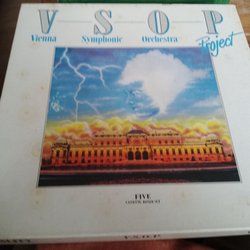 V S O P
Vienna Symphonic Orchestra
Project
FIVE
V.S.O.P.